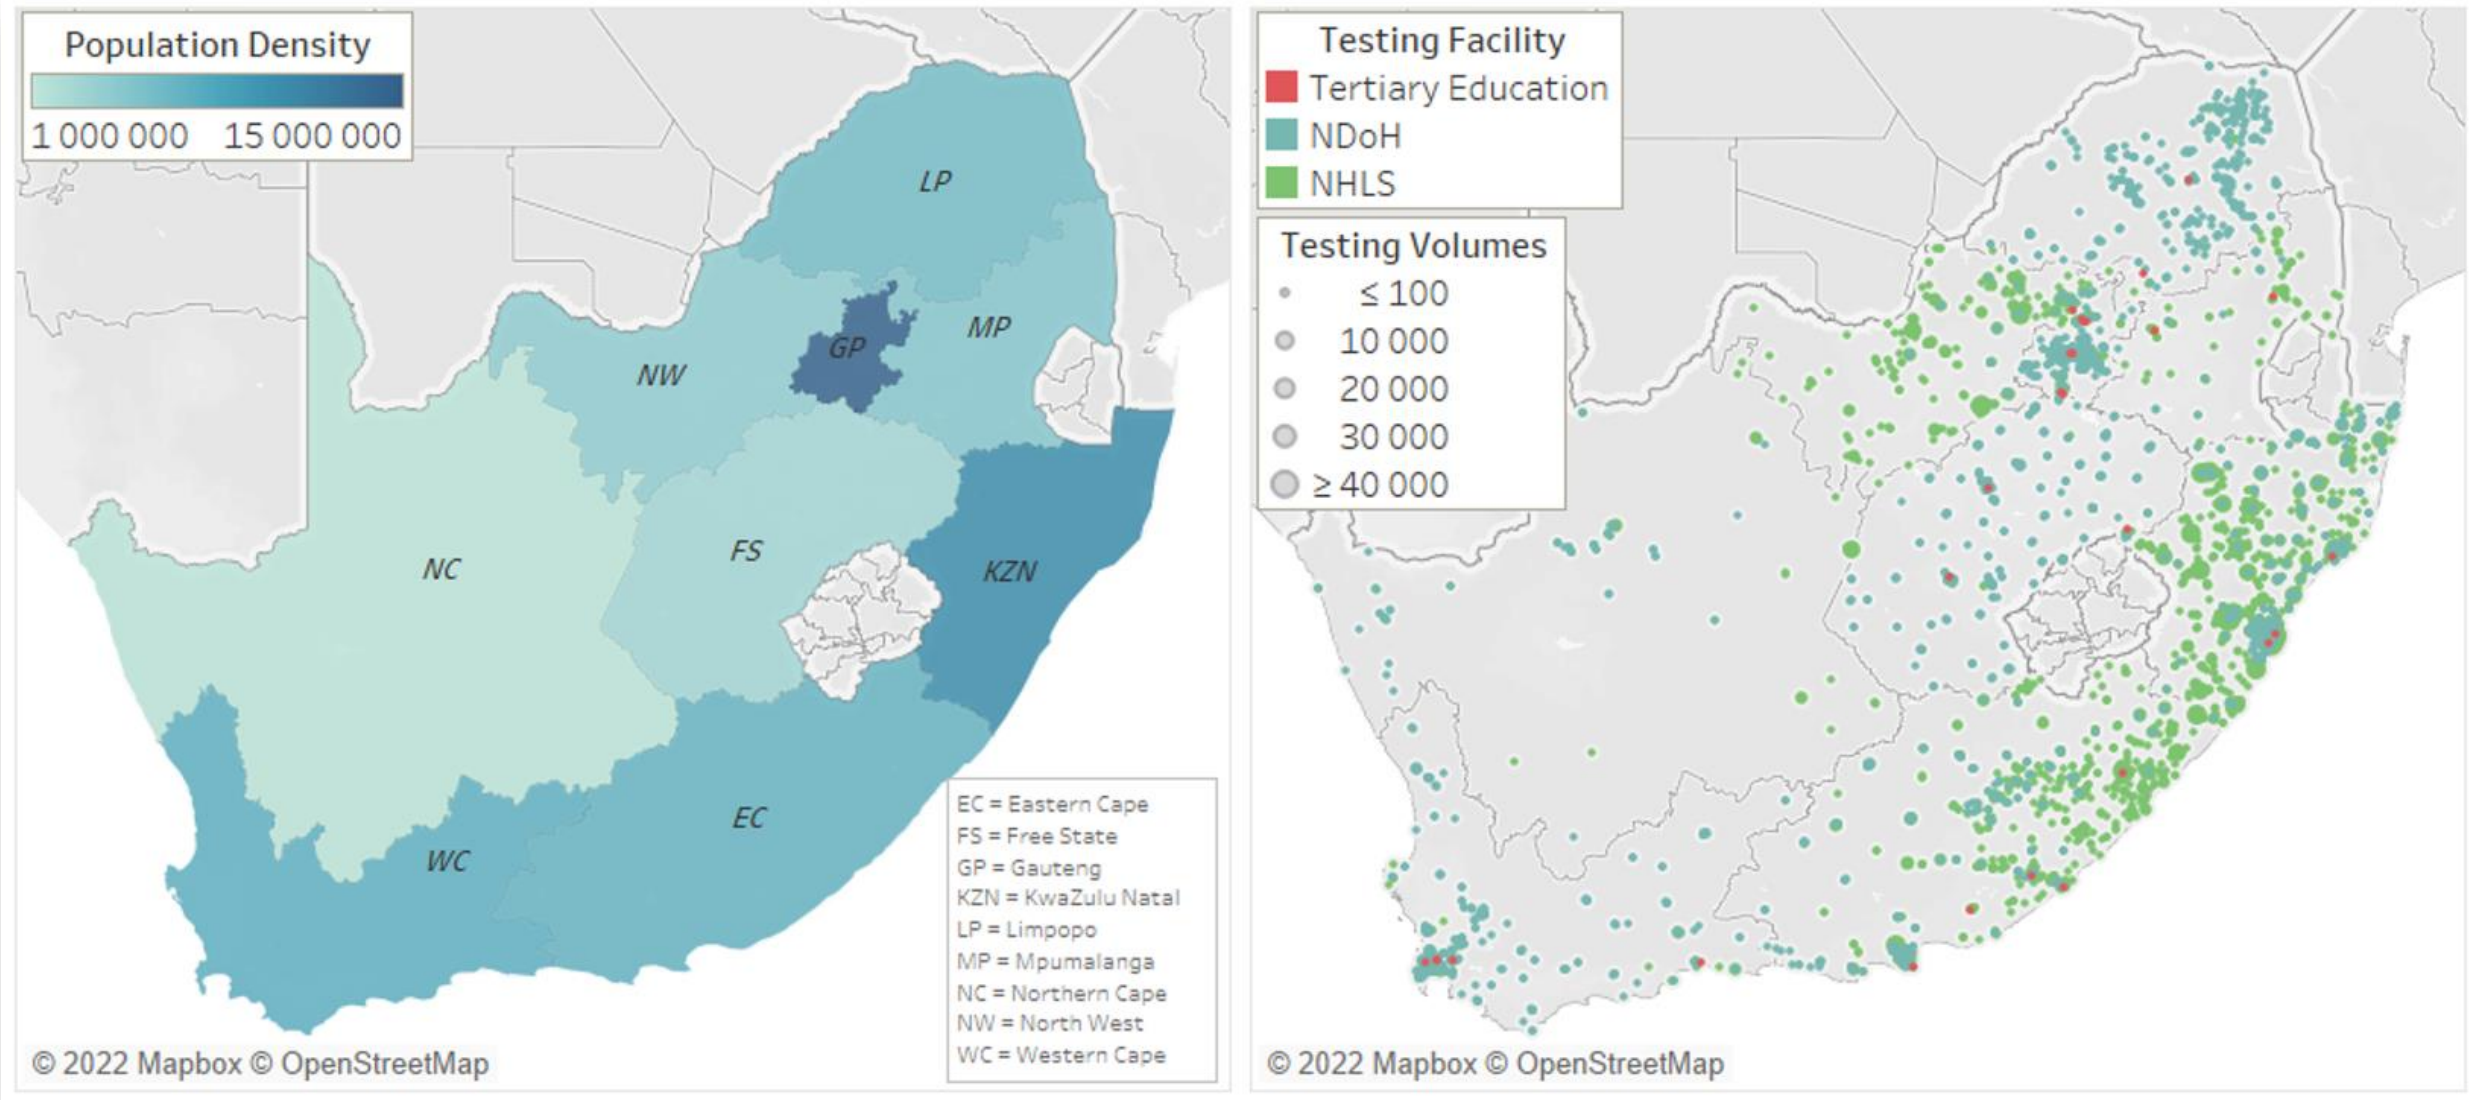 Population Density
1 000 000 15 000 000
LP
MP
GP
NW
NC
FS
KZN
EC
WC
EC = Eastern Cape
FS = Free State
GP = Gauteng
KZN = KwaZulu Natal
LP = Limpopo
MP = Mpumalanga
NC = Northern Cape
NW = North West
WC = Western Cape
© 2022 Mapbox © OpenStreetMap
Testing Facility
Tertiary Education
NDoH
NHLS
Testing Volumes
≤ 100
10 000
20 000
30 000
≥ 40 000
© 2022 Mapbox © OpenStreetMap